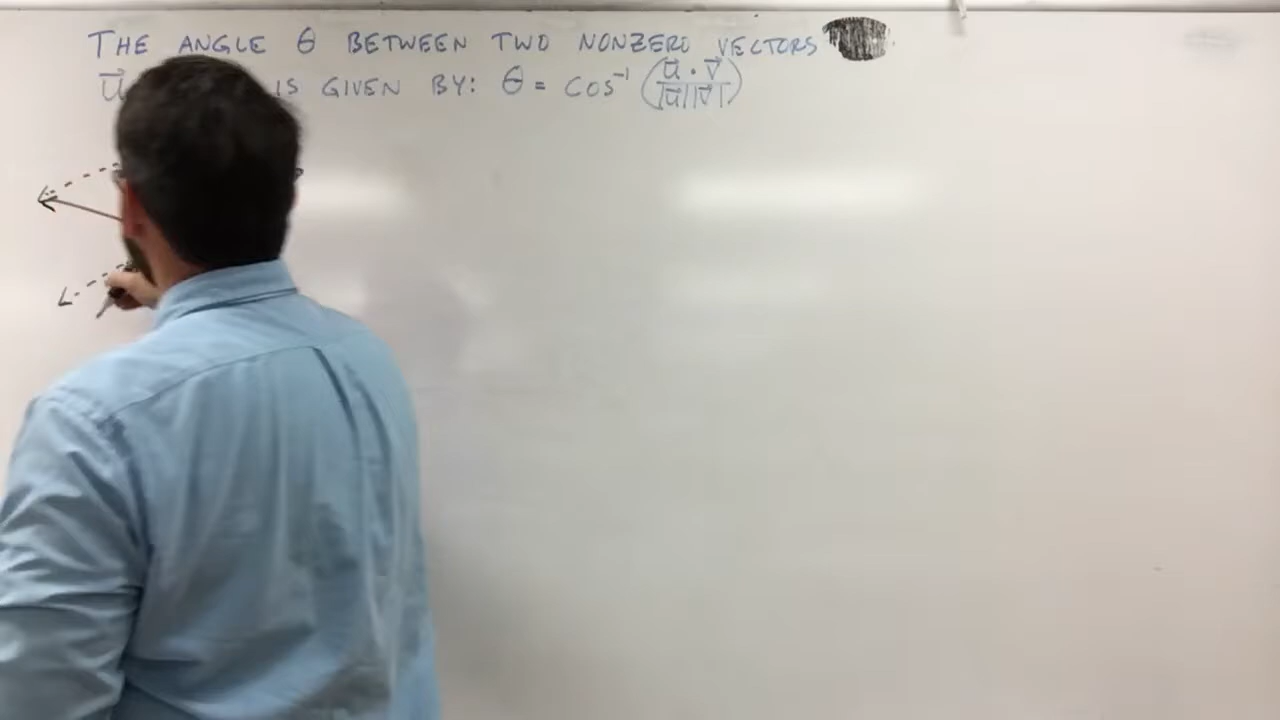 THE ANGLE θ BETWEEN TWO NONZERO VECTORS
u⃗ IS GIVEN BY: θ = COS⁻¹ (u⃗ · v⃗ / |u⃗||v⃗|)